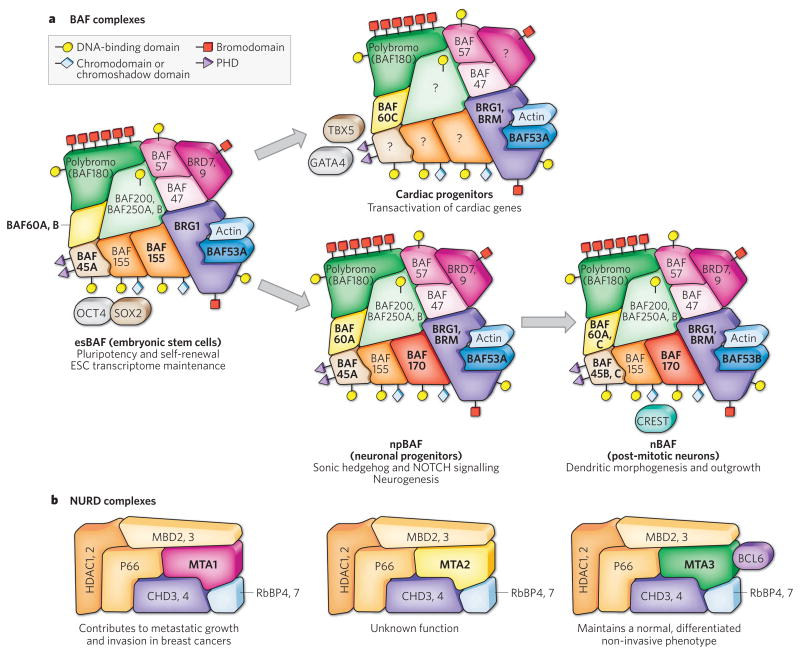 a BAF complexes
DNA-binding domain
Bromodomain
Chromodomain or
chromoshadow domain
PHD
Polybromo
(BAF180)
BAF
57
?
?
BAF
47
BAF
60C
BRG1,
BRM
Actin
BAF53A
?
?
?
TBX5
GATA4
Cardiac progenitors
Transactivation of cardiac genes
Polybromo
(BAF180)
BAF
57
BRD7,
9
BAF200,
BAF250A, B
BAF
47
BAF60A, B
BRG1
Actin
BAF53A
BAF
45A
BAF
155
BAF
155
OCT4
SOX2
esBAF (embryonic stem cells)
Pluripotency and self-renewal
ESC transcriptome maintenance
Polybromo
(BAF180)
BAF
57
BRD7,
9
BAF200,
BAF250A, B
BAF
47
BAF
60A
BRG1,
BRM
Actin
BAF53A
BAF
45A
BAF
155
BAF
170
npBAF
(neuronal progenitors)
Sonic hedgehog and NOTCH signalling
Neurogenesis
Polybromo
(BAF180)
BAF
57
BRD7,
9
BAF200,
BAF250A, B
BAF
47
BAF
60A,
C
BRG1,
BRM
Actin
BAF53B
BAF
45B, C
BAF
155
BAF
170
CREST
nBAF
(post-mitotic neurons)
Dendritic morphogenesis and outgrowth
b NURD complexes
HDAC1, 2
MBD2, 3
P66
MTA1
CHD3, 4
RbBP4, 7
Contributes to metastatic growth
and invasion in breast cancers
HDAC1, 2
MBD2, 3
P66
MTA2
CHD3, 4
RbBP4, 7
Unknown function
HDAC1, 2
MBD2, 3
P66
MTA3
BCL6
CHD3, 4
RbBP4, 7
Maintains a normal, differentiated
non-invasive phenotype